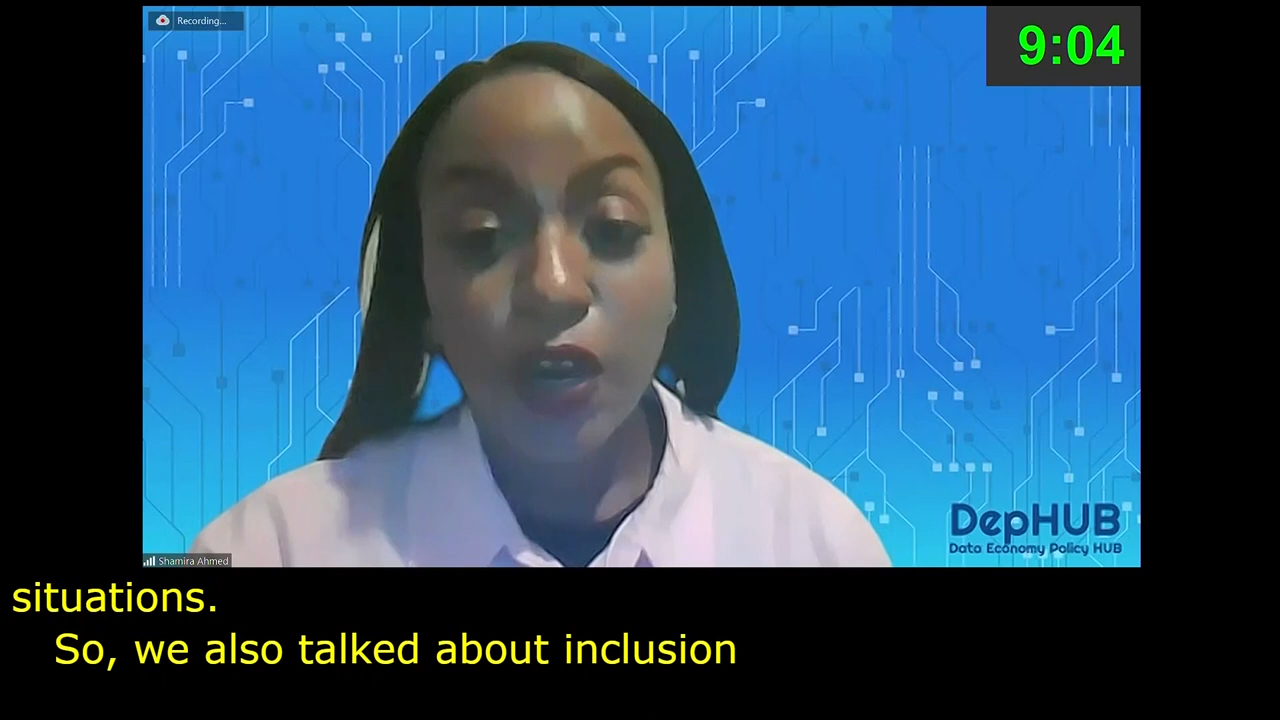 Recording...
9:04
DepHUB
Data Economy Policy HUB
Shamira Ahmed
situations.
So, we also talked about inclusion